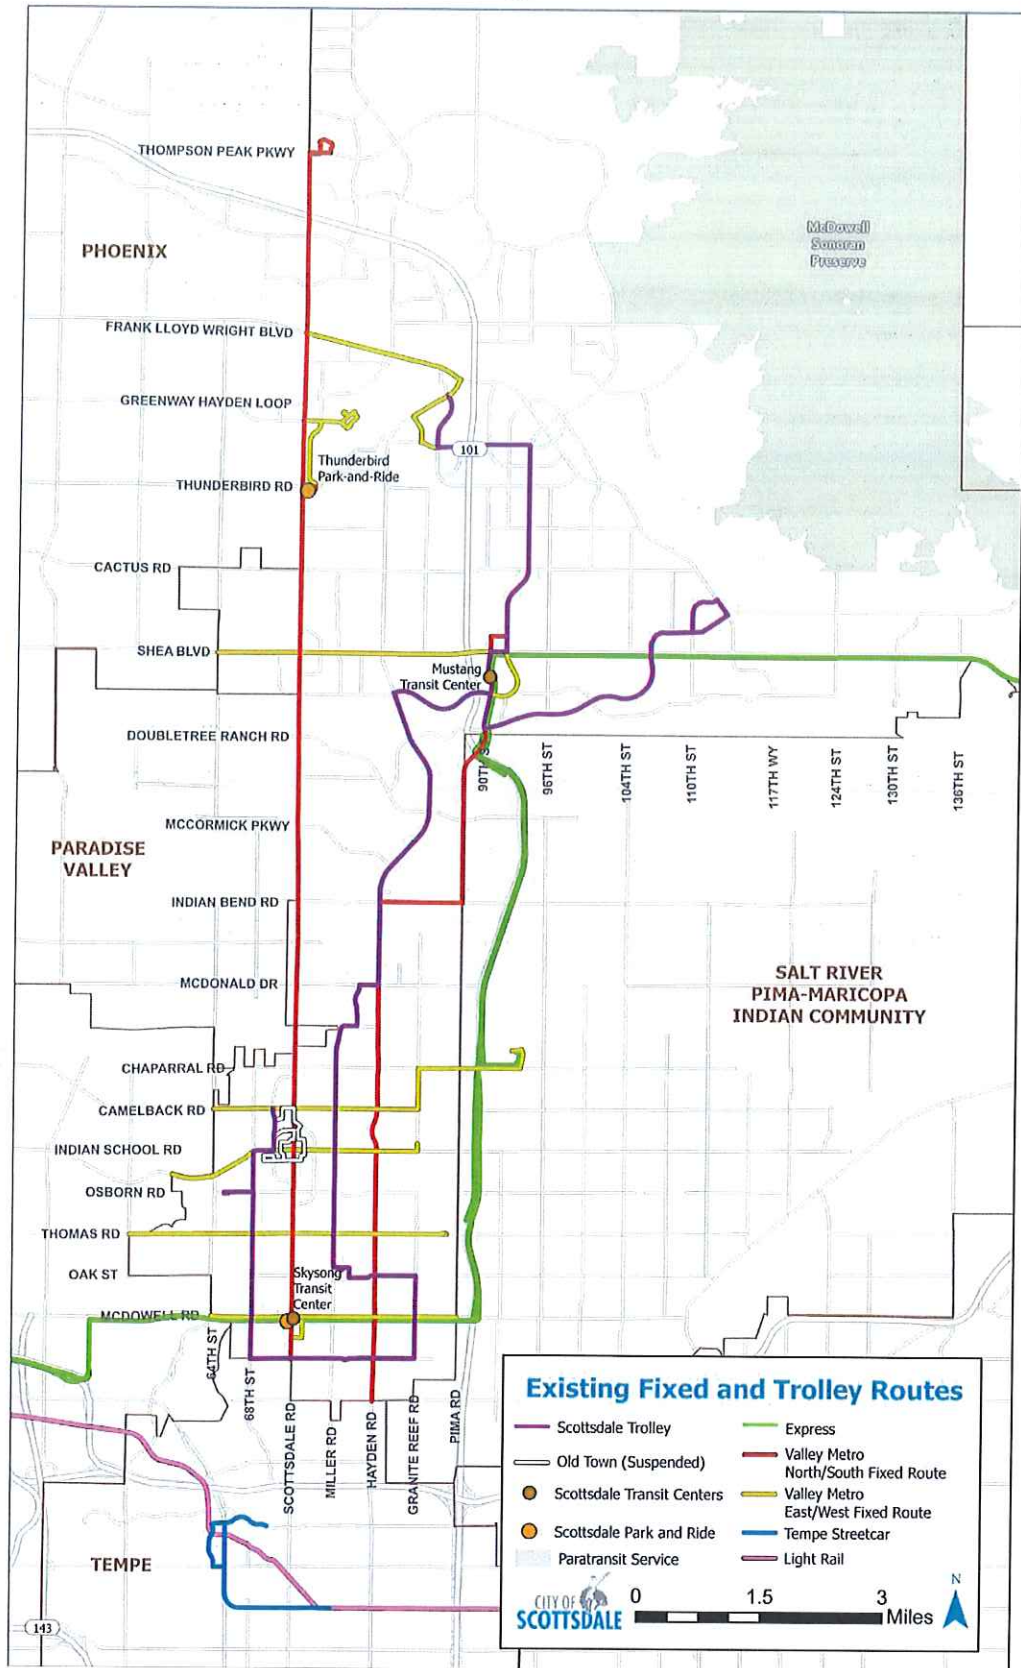 THOMPSON PEAK PKWY
PHOENIX
McDowell
Sonoran
Preserve
FRANK LLOYD WRIGHT BLVD
GREENWAY HAYDEN LOOP
101
Thunderbird
Park-and-Ride
THUNDERBIRD RD
CACTUS RD
SHEA BLVD
Mustang
Transit Center
DOUBLETREE RANCH RD
90TH ST
96TH ST
104TH ST
110TH ST
117TH WY
124TH ST
130TH ST
136TH ST
MCCORMICK PKWY
PARADISE
VALLEY
INDIAN BEND RD
MCDONALD DR
SALT RIVER
PIMA-MARICOPA
INDIAN COMMUNITY
CHAPARRAL RD
CAMELBACK RD
INDIAN SCHOOL RD
OSBORN RD
THOMAS RD
OAK ST
Skysong
Transit
Center
MCDOWELL RD
64TH ST
68TH ST
SCOTTSDALE RD
MILLER RD
HAYDEN RD
GRANITE REEF RD
PIMA RD
TEMPE
143
Existing Fixed and Trolley Routes
Scottsdale Trolley
Old Town (Suspended)
Scottsdale Transit Centers
Scottsdale Park and Ride
Paratransit Service
Express
Valley Metro
North/South Fixed Route
Valley Metro
East/West Fixed Route
Tempe Streetcar
Light Rail
CITY OF
SCOTTSDALE
0 1.5 3
Miles
N